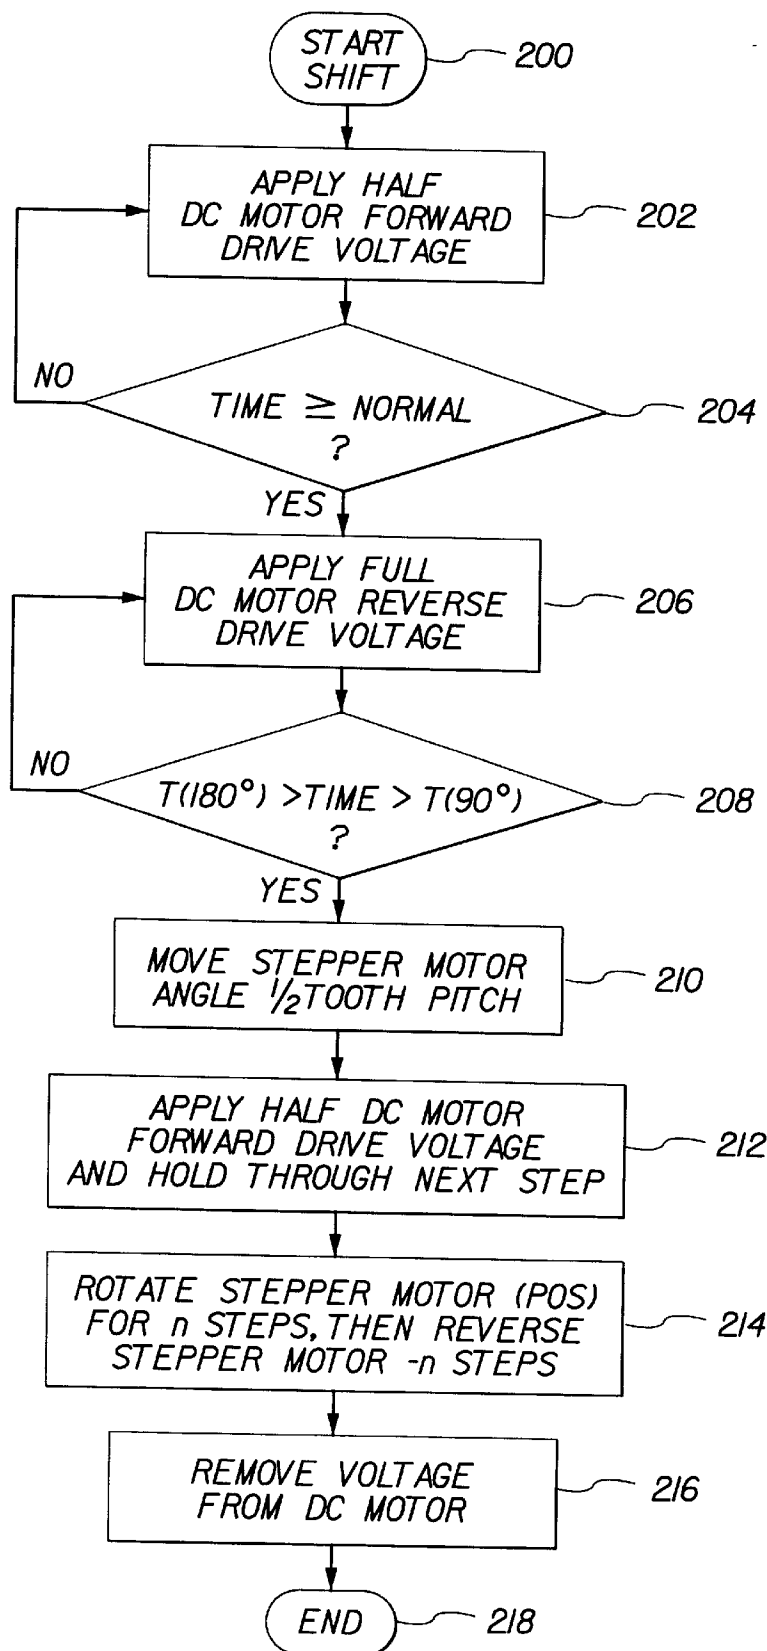 START
SHIFT
200
APPLY HALF
DC MOTOR FORWARD
DRIVE VOLTAGE
202
NO
TIME ≥ NORMAL
?
204
YES
APPLY FULL
DC MOTOR REVERSE
DRIVE VOLTAGE
206
NO
T(180°) >TIME > T(90°)
?
208
YES
MOVE STEPPER MOTOR
ANGLE ½ TOOTH PITCH
210
APPLY HALF DC MOTOR
FORWARD DRIVE VOLTAGE
AND HOLD THROUGH NEXT STEP
212
ROTATE STEPPER MOTOR (POS)
FOR n STEPS, THEN REVERSE
STEPPER MOTOR -n STEPS
214
REMOVE VOLTAGE
FROM DC MOTOR
216
END
218